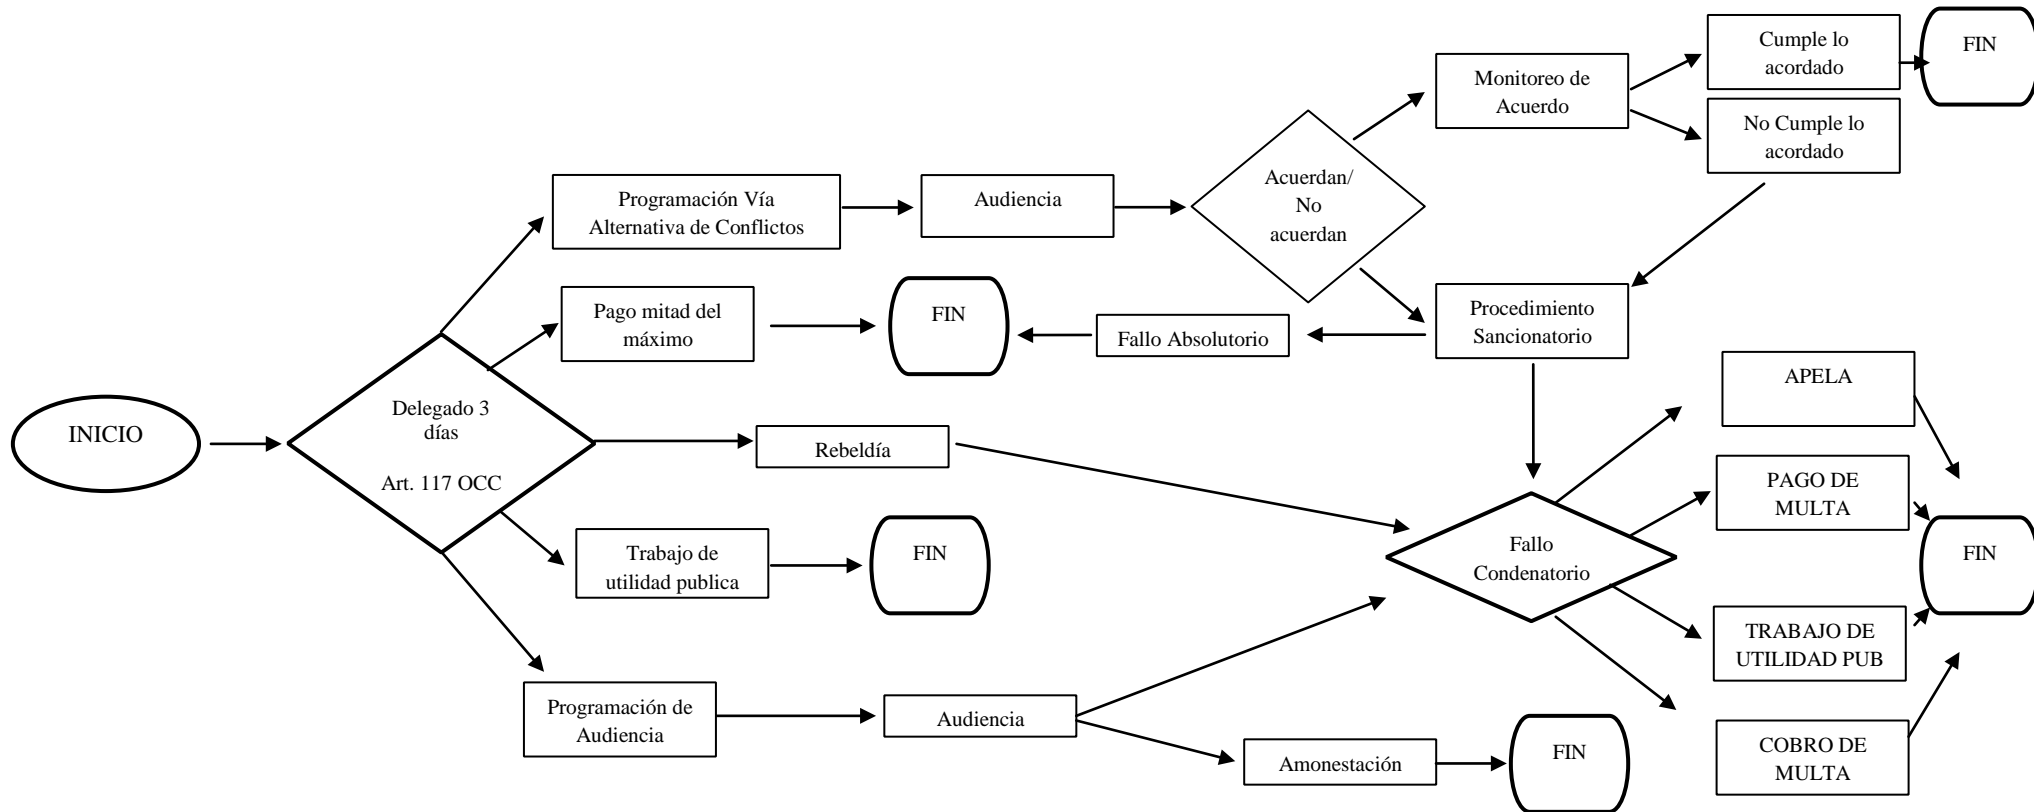 Cumple lo
acordado
FIN
Monitoreo de
Acuerdo
No Cumple lo
acordado
Programación Vía
Alternativa de Conflictos
Audiencia
Acuerdan/
No
acuerdan
Pago mitad del
máximo
FIN
Fallo Absolutorio
Procedimiento
Sancionatorio
INICIO
Delegado 3
días
Art. 117 OCC
Rebeldía
APELA
PAGO DE
MULTA
Trabajo de
utilidad publica
FIN
Fallo
Condenatorio
FIN
TRABAJO DE
UTILIDAD PUB
Programación de
Audiencia
Audiencia
Amonestación
FIN
COBRO DE
MULTA